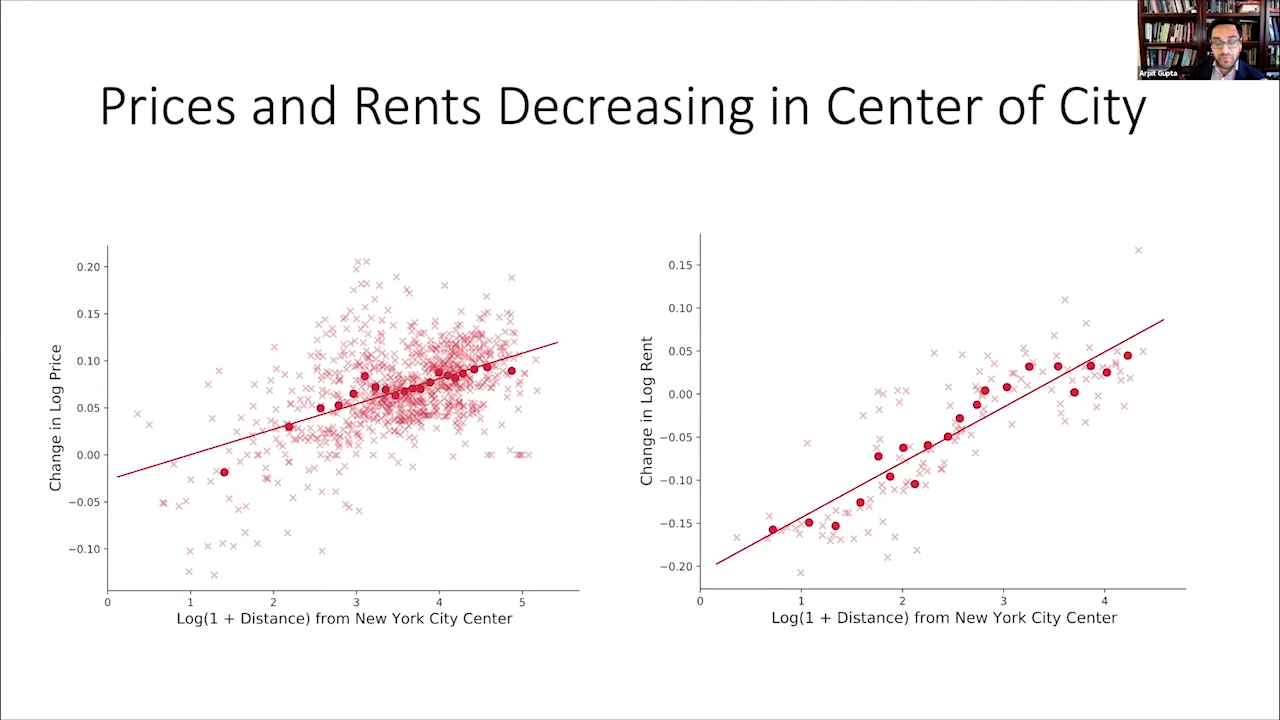 Arpit Gupta
Prices and Rents Decreasing in Center of City
Change in Log Price
0.20
0.15
0.10
0.05
0.00
−0.05
−0.10
0 1 2 3 4 5
Log(1 + Distance) from New York City Center
Change in Log Rent
0.15
0.10
0.05
0.00
−0.05
−0.10
−0.15
−0.20
0 1 2 3 4
Log(1 + Distance) from New York City Center